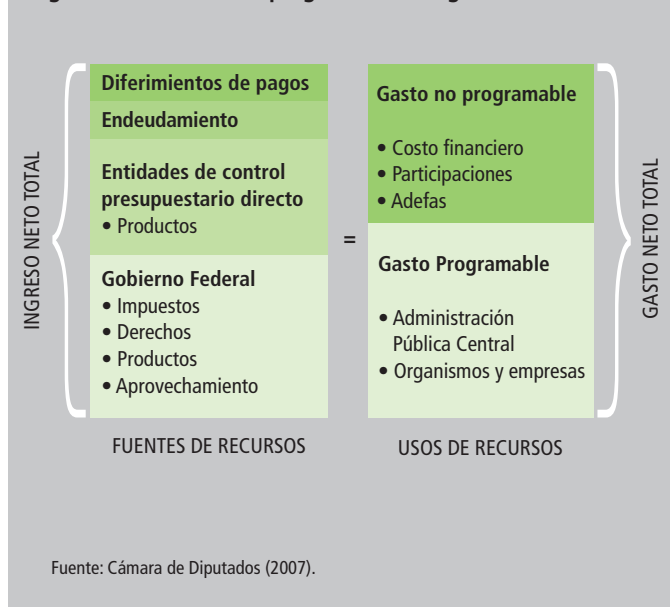 INGRESO NETO TOTAL
Diferimientos de pagos
Endeudamiento
Entidades de control
presupuestario directo
• Productos
Gobierno Federal
• Impuestos
• Derechos
• Productos
• Aprovechamiento
FUENTES DE RECURSOS
=
Gasto no programable
• Costo financiero
• Participaciones
• Adefas
Gasto Programable
• Administración
Pública Central
• Organismos y empresas
USOS DE RECURSOS
GASTO NETO TOTAL
Fuente: Cámara de Diputados (2007).